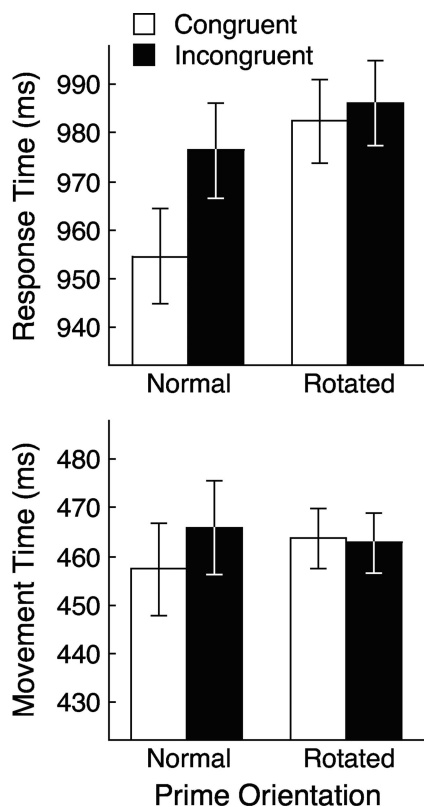 Congruent
Incongruent
Response Time (ms)
990
980
970
960
950
940
Normal Rotated
Movement Time (ms)
480
470
460
450
440
430
Normal Rotated
Prime Orientation